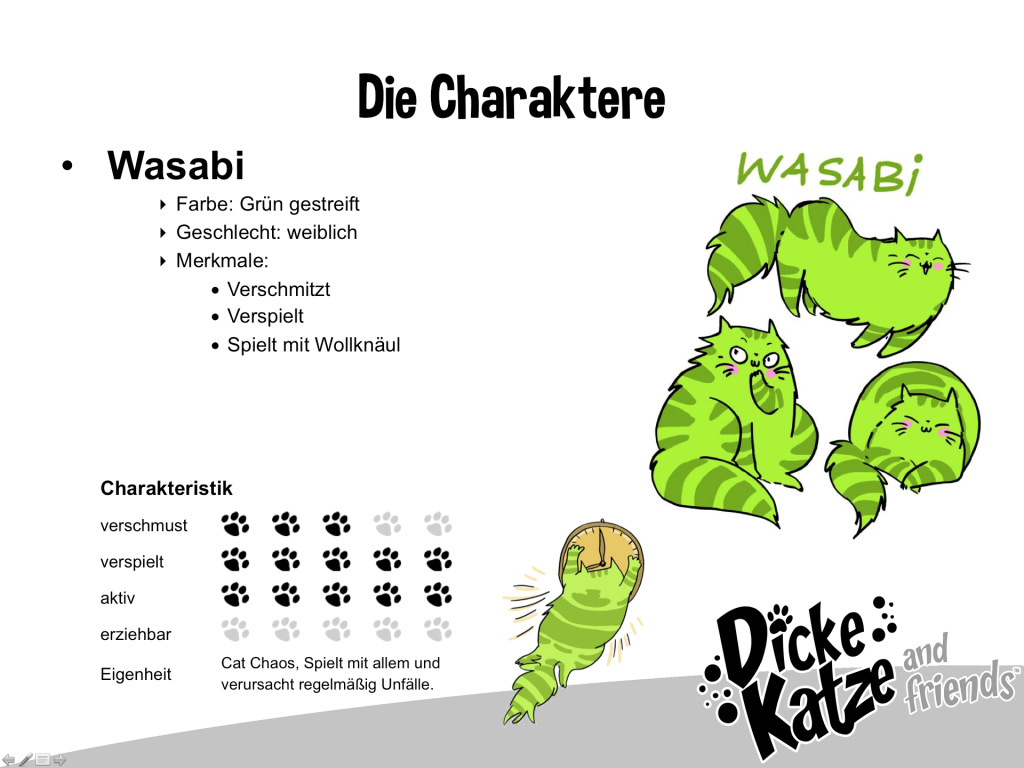 Die Charaktere
• Wasabi
Farbe: Grün gestreift
Geschlecht: weiblich
Merkmale:
• Verschmitzt
• Verspielt
• Spielt mit Wollknäul
WASABi
Charakteristik
verschmust
verspielt
aktiv
erziehbar
Eigenheit
Cat Chaos, Spielt mit allem und
verursacht regelmäßig Unfälle.
Dicke
Katze
and
friends™